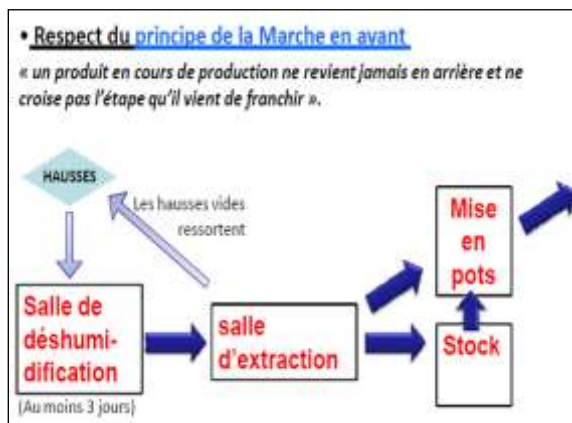 • Respect du principe de la Marche en avant
« un produit en cours de production ne revient jamais en arrière et ne
croise pas l'étape qu'il vient de franchir ».
HAUSSES
Les hausses vides
ressortent
Mise
en
pots
Salle de
déshumi-
dification
salle
d'extraction
Stock
(Au moins 3 jours)